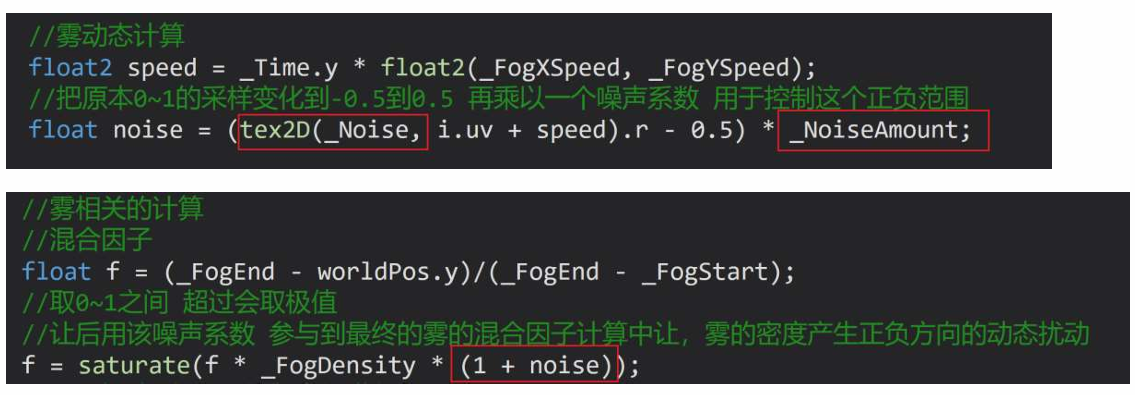 //雾动态计算
float2 speed = _Time.y * float2(_FogXSpeed, _FogYSpeed);
//把原本0~1的采样变化到-0.5到0.5 再乘以一个噪声系数 用于控制这个正负范围
float noise = (tex2D(_Noise, i.uv + speed).r - 0.5) * _NoiseAmount;
//雾相关的计算
//混合因子
float f = (_FogEnd - worldPos.y)/(_FogEnd - _FogStart);
//取0~1之间 超过会取极值
//让后用该噪声系数 参与到最终的雾的混合因子计算中让，雾的密度产生正负方向的动态扰动
f = saturate(f * _FogDensity * (1 + noise));